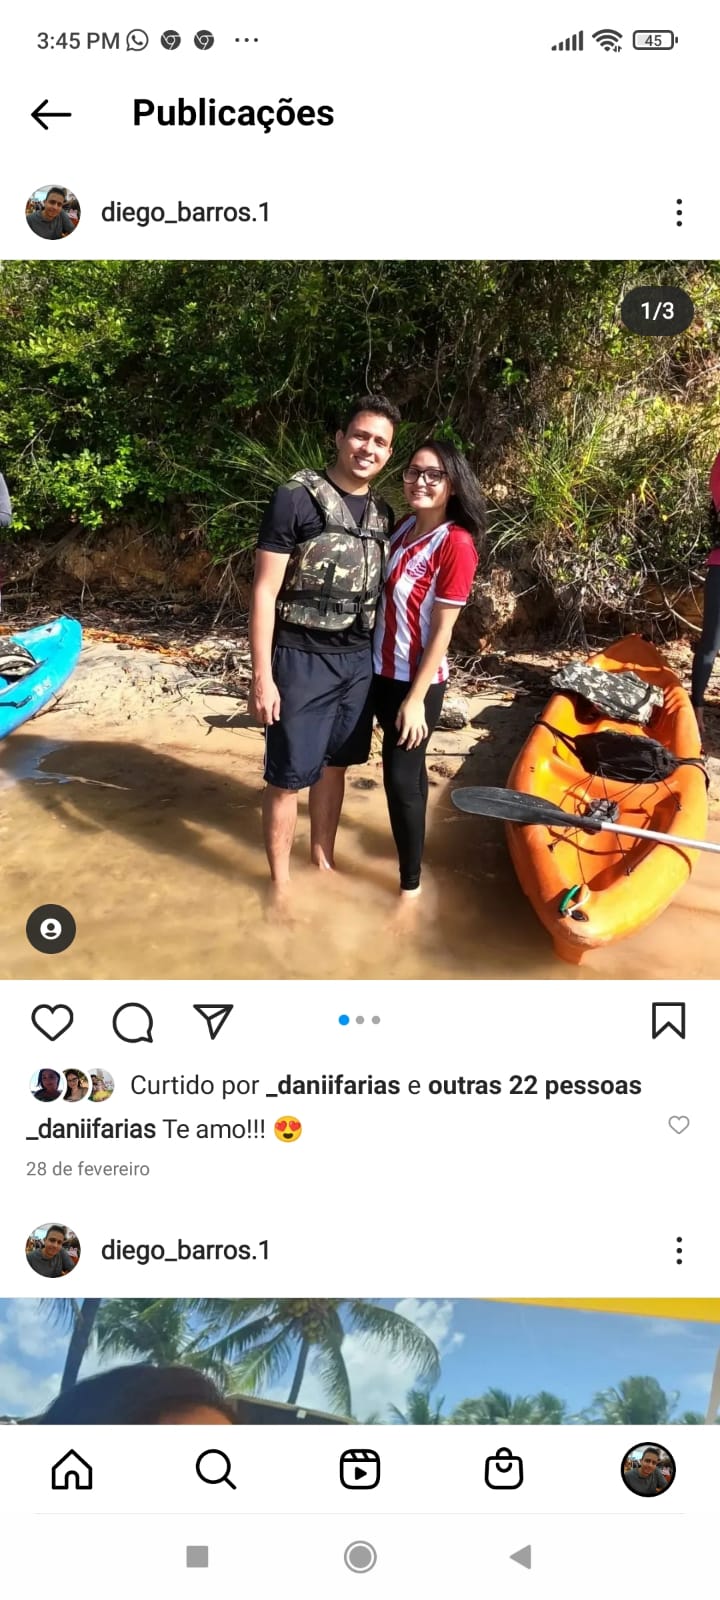 3:45 PM
45
Publicações
diego_barros.1
1/3
Curtido por _daniifarias e outras 22 pessoas
_daniifarias Te amo!!! 😍
28 de fevereiro
diego_barros.1